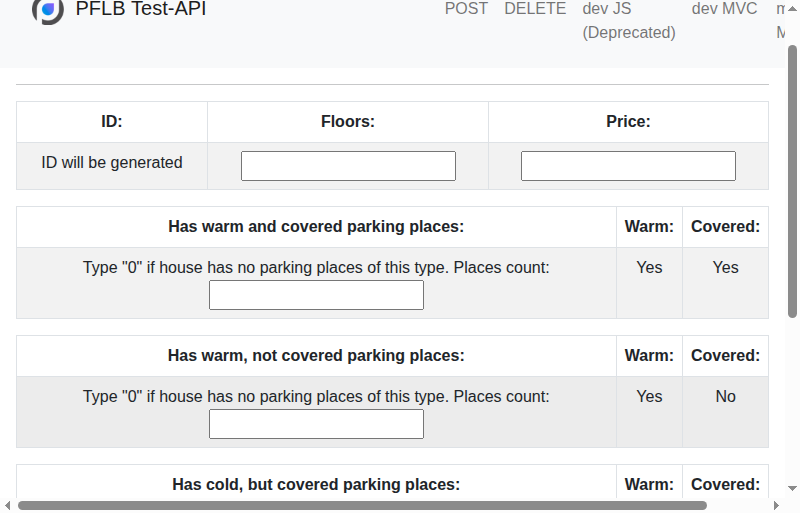 PFLB Test-API
POST DELETE dev JS dev MVC
(Deprecated)
ID: Floors: Price:
ID will be generated
Has warm and covered parking places: Warm: Covered:
Type "0" if house has no parking places of this type. Places count: Yes Yes
Has warm, not covered parking places: Warm: Covered:
Type "0" if house has no parking places of this type. Places count: Yes No
Has cold, but covered parking places: Warm: Covered: